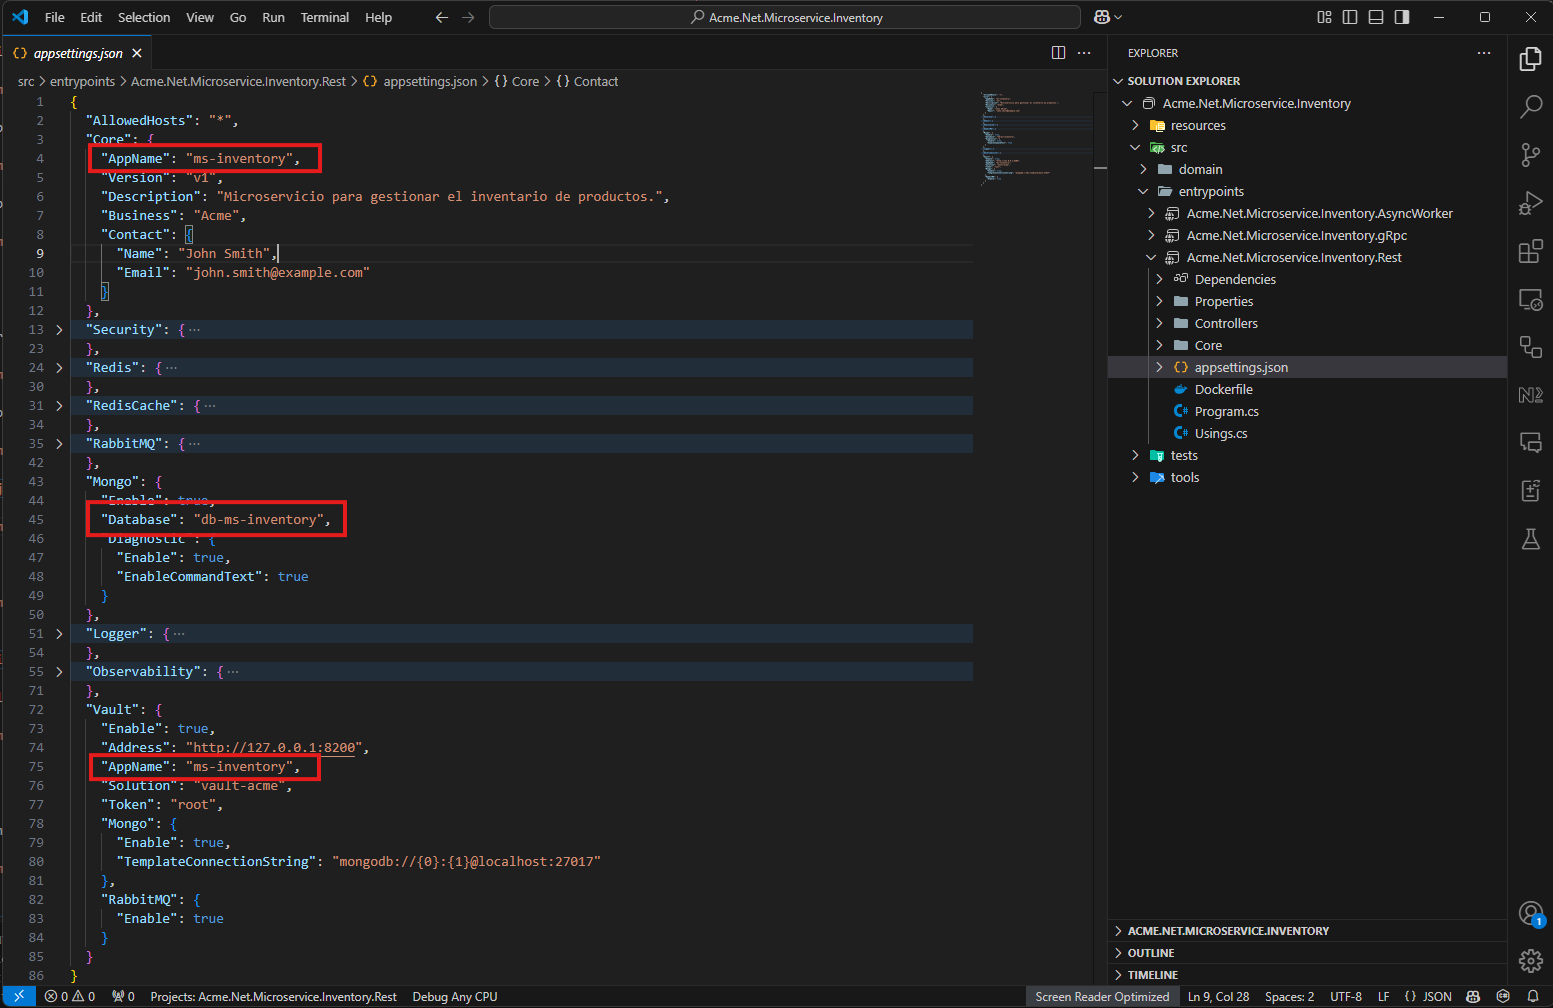 File Edit Selection View Go Run Terminal Help
Acme.Net.Microservice.Inventory
appsettings.json
src > entrypoints > Acme.Net.Microservice.Inventory.Rest > {} appsettings.json > {} Core > {} Contact
1 {
2 "AllowedHosts": "*",
3 "Core": {
4 "AppName": "ms-inventory",
5 "Version": "v1",
6 "Description": "Microservicio para gestionar el inventario de productos.",
7 "Business": "Acme",
8 "Contact": {
9 "Name": "John Smith",
10 "Email": "john.smith@example.com"
11 }
12 },
13 "Security": { ···
23 },
24 "Redis": { ···
30 },
31 "RedisCache": { ···
34 },
35 "RabbitMQ": { ···
42 },
43 "Mongo": {
44 "Enable": true,
45 "Database": "db-ms-inventory",
46 "Diagnostic": {
47 "Enable": true,
48 "EnableCommandText": true
49 }
50 },
51 "Logger": { ···
54 },
55 "Observability": { ···
71 },
72 "Vault": {
73 "Enable": true,
74 "Address": "http://127.0.0.1:8200",
75 "AppName": "ms-inventory",
76 "Solution": "vault-acme",
77 "Token": "root",
78 "Mongo": {
79 "Enable": true,
80 "TemplateConnectionString": "mongodb://{0}:{1}@localhost:27017"
81 },
82 "RabbitMQ": {
83 "Enable": true
84 }
85 }
86 }
EXPLORER
SOLUTION EXPLORER
Acme.Net.Microservice.Inventory
resources
src
domain
entrypoints
Acme.Net.Microservice.Inventory.AsyncWorker
Acme.Net.Microservice.Inventory.gRpc
Acme.Net.Microservice.Inventory.Rest
Dependencies
Properties
Controllers
Core
{} appsettings.json
Dockerfile
Program.cs
Usings.cs
tests
tools
ACME.NET.MICROSERVICE.INVENTORY
OUTLINE
TIMELINE
1
0 0 0 Projects: Acme.Net.Microservice.Inventory.Rest Debug Any CPU Screen Reader Optimized Ln 9, Col 28 Spaces: 2 UTF-8 LF {} JSON